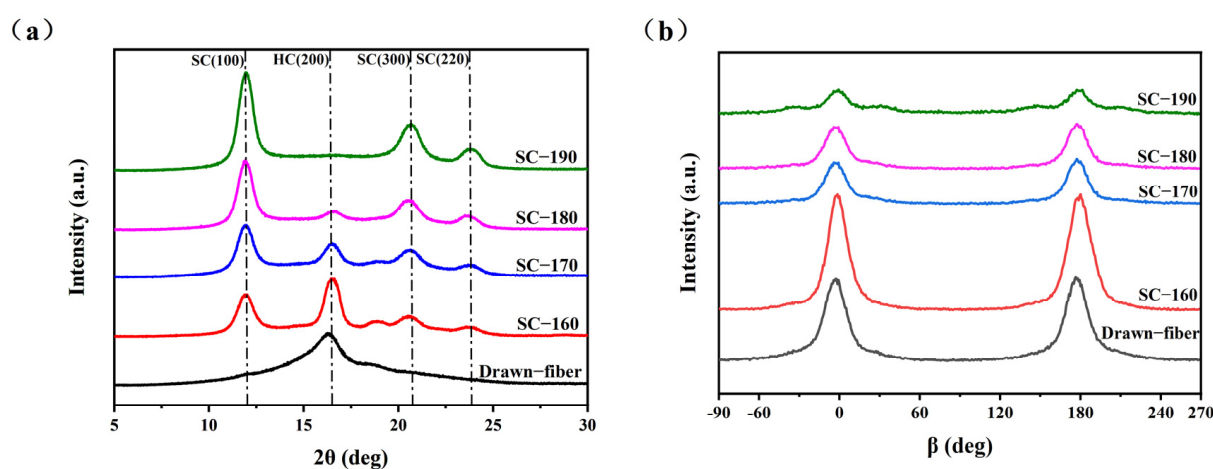 （a）
SC(100) HC(200) SC(300) SC(220)
SC−190
SC−180
SC−170
SC−160
Drawn−fiber
Intensity (a.u.)
5 10 15 20 25 30
2θ (deg)
（b）
SC−190
SC−180
SC−170
SC−160
Drawn−fiber
Intensity (a.u.)
-90 -60 0 60 120 180 240 270
β (deg)